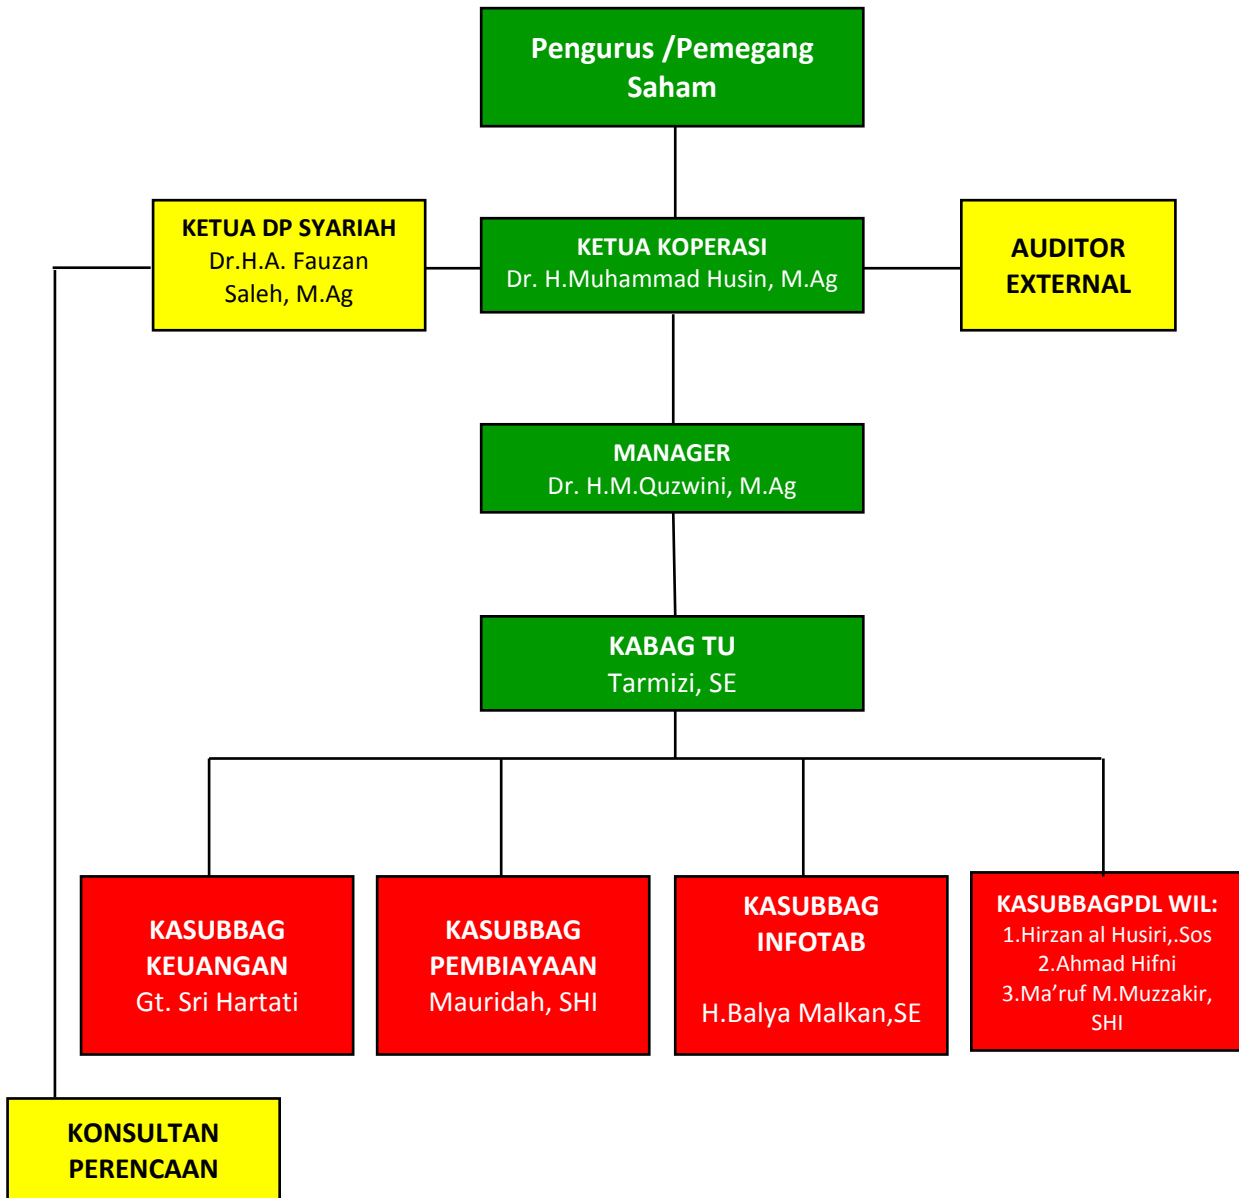 Pengurus /Pemegang
Saham
KETUA DP SYARIAH
Dr.H.A. Fauzan
Saleh, M.Ag
KETUA KOPERASI
Dr. H.Muhammad Husin, M.Ag
AUDITOR
EXTERNAL
MANAGER
Dr. H.M.Quzwini, M.Ag
KABAG TU
Tarmizi, SE
KASUBBAG
KEUANGAN
Gt. Sri Hartati
KASUBBAG
PEMBIAYAAN
Mauridah, SHI
KASUBBAG
INFOTAB
H.Balya Malkan,SE
KASUBBAGPDL WIL:
1.Hirzan al Husiri,.Sos
2.Ahmad Hifni
3.Ma’ruf M.Muzzakir,
SHI
KONSULTAN
PERENCAAN